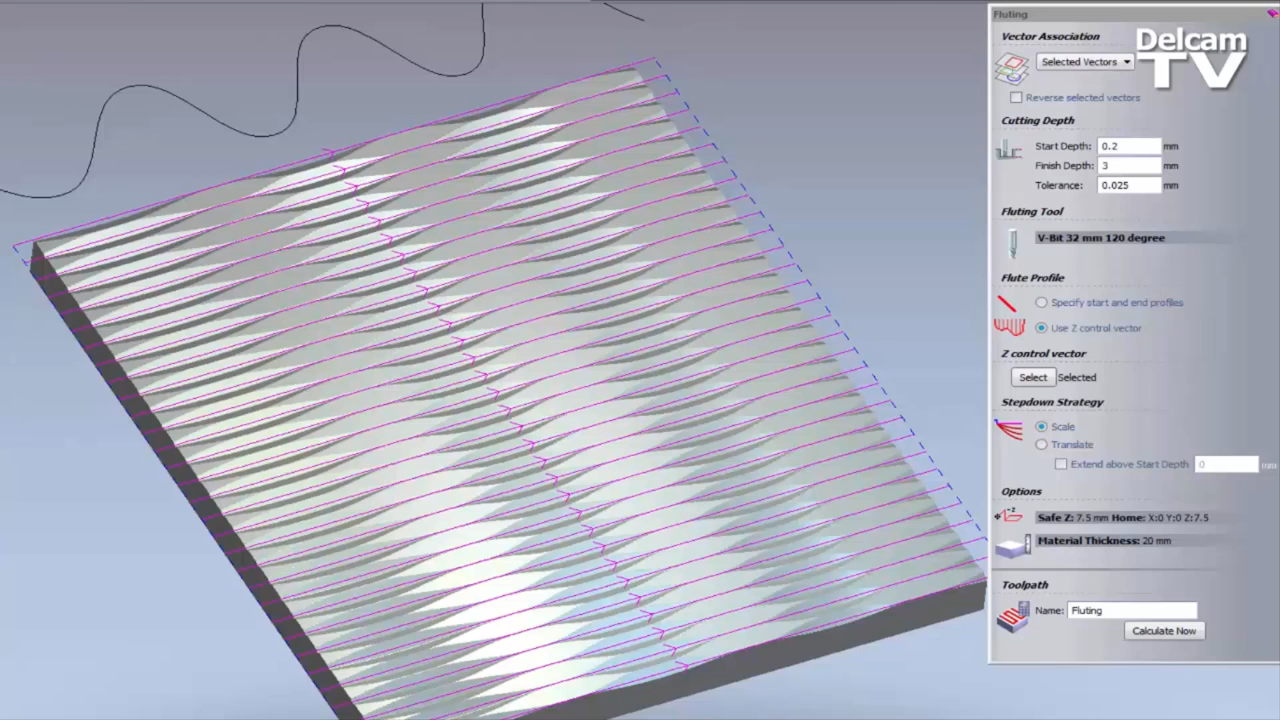 Fluting
Delcam
TV
Vector Association
Selected Vectors
Reverse selected vectors
Cutting Depth
Start Depth: 0.2 mm
Finish Depth: 3 mm
Tolerance: 0.025 mm
Fluting Tool
V-Bit 32 mm 120 degree
Flute Profile
Specify start and end profiles
Use Z control vector
Z control vector
Select Selected
Stepdown Strategy
Scale
Translate
Extend above Start Depth 0 mm
Options
Safe Z: 7.5 mm Home: X:0 Y:0 Z:7.5
Material Thickness: 20 mm
Toolpath
Name: Fluting
Calculate Now